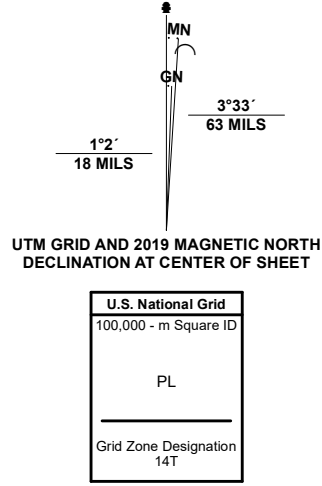 MN
GN
3°33´
63 MILS
1°2´
18 MILS
UTM GRID AND 2019 MAGNETIC NORTH
DECLINATION AT CENTER OF SHEET
U.S. National Grid
100,000 - m Square ID
PL
Grid Zone Designation
14T